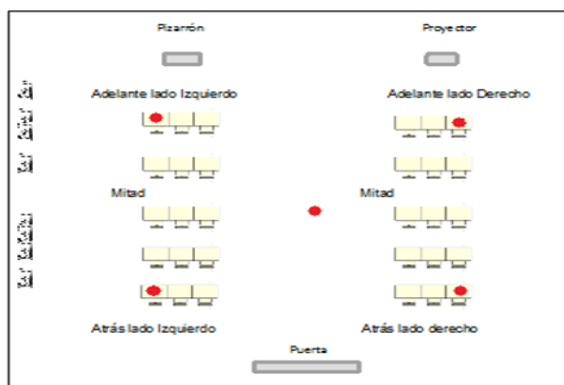 Pizarrón
Proyector
Adelante lado Izquierdo
Adelante lado Derecho
Mitad
Mitad
Atrás lado Izquierdo
Atrás lado derecho
Puerta